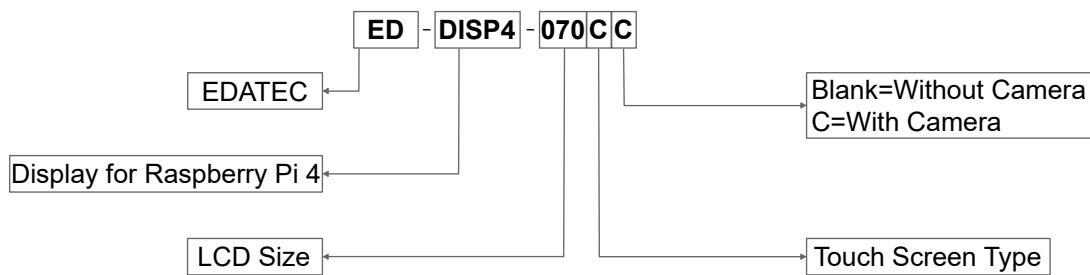 ED - DISP4 - 070 C C
EDATEC
Blank=Without Camera
C=With Camera
Display for Raspberry Pi 4
LCD Size
Touch Screen Type